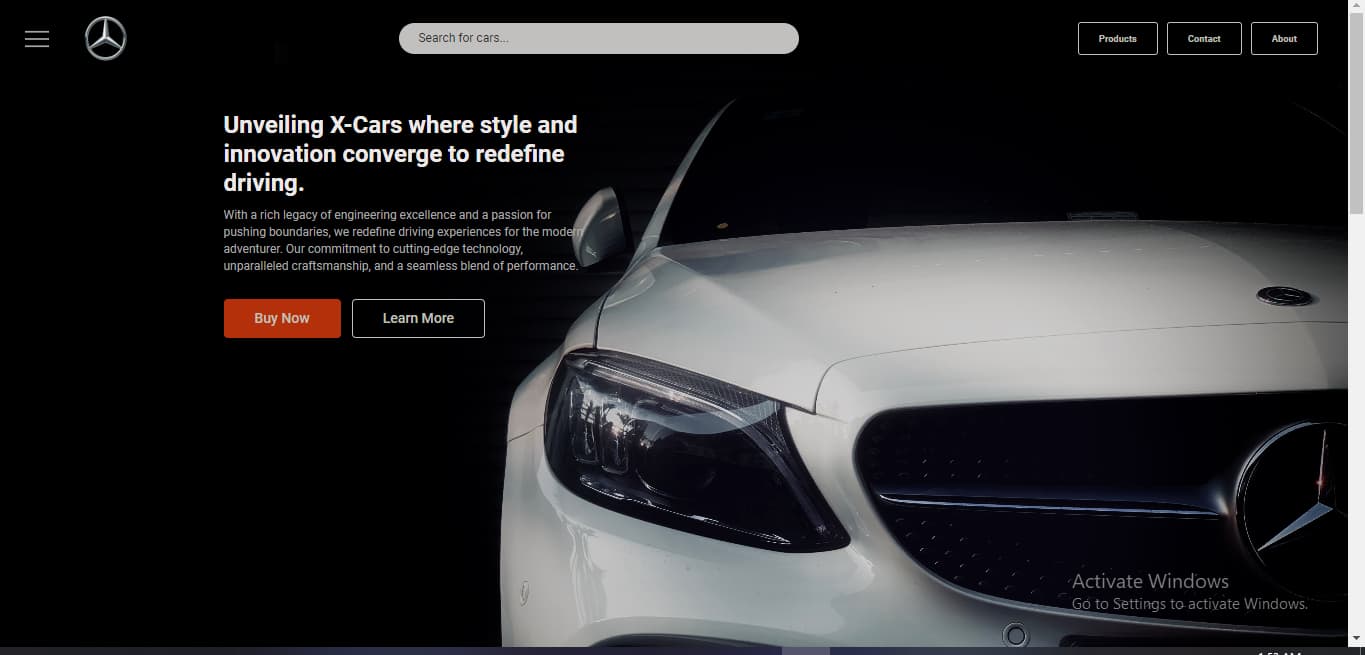 Search for cars...
Products
Contact
About
Unveiling X-Cars where style and
innovation converge to redefine
driving.
With a rich legacy of engineering excellence and a passion for
pushing boundaries, we redefine driving experiences for the modern
adventurer. Our commitment to cutting-edge technology,
unparalleled craftsmanship, and a seamless blend of performance.
Buy Now
Learn More
Activate Windows
Go to Settings to activate Windows.